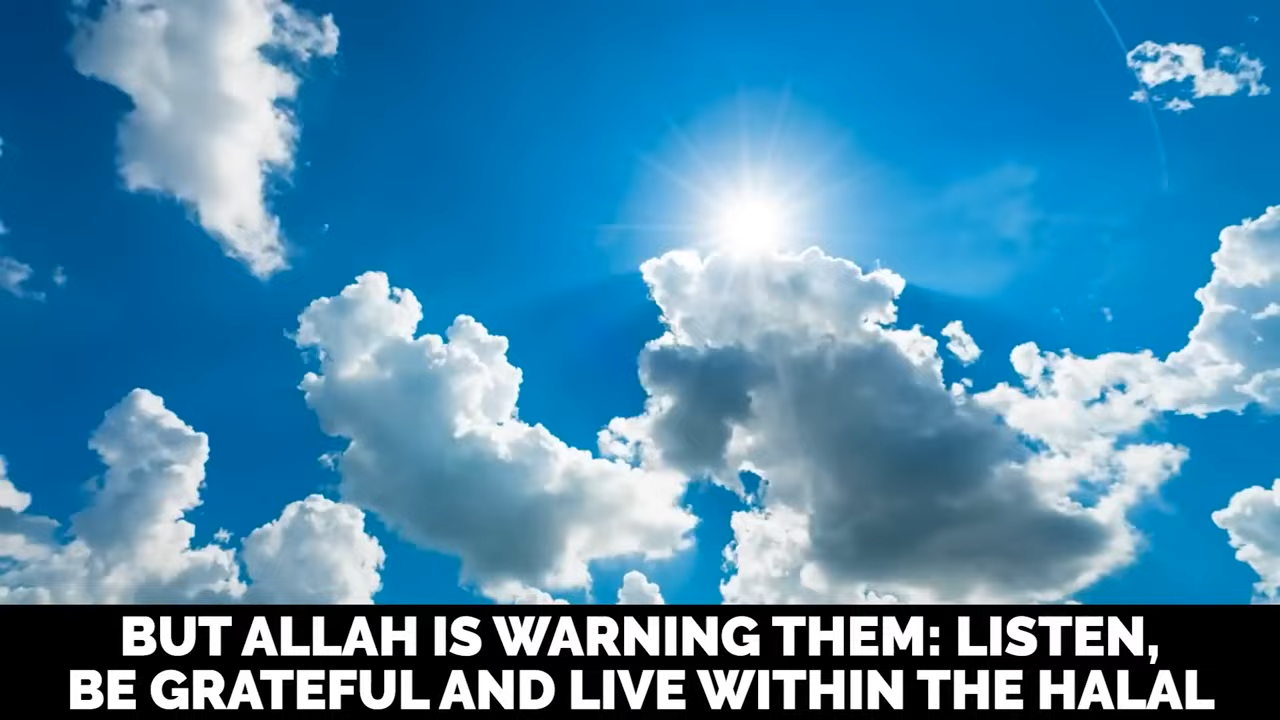 BUT ALLAH IS WARNING THEM: LISTEN,
BE GRATEFUL AND LIVE WITHIN THE HALAL